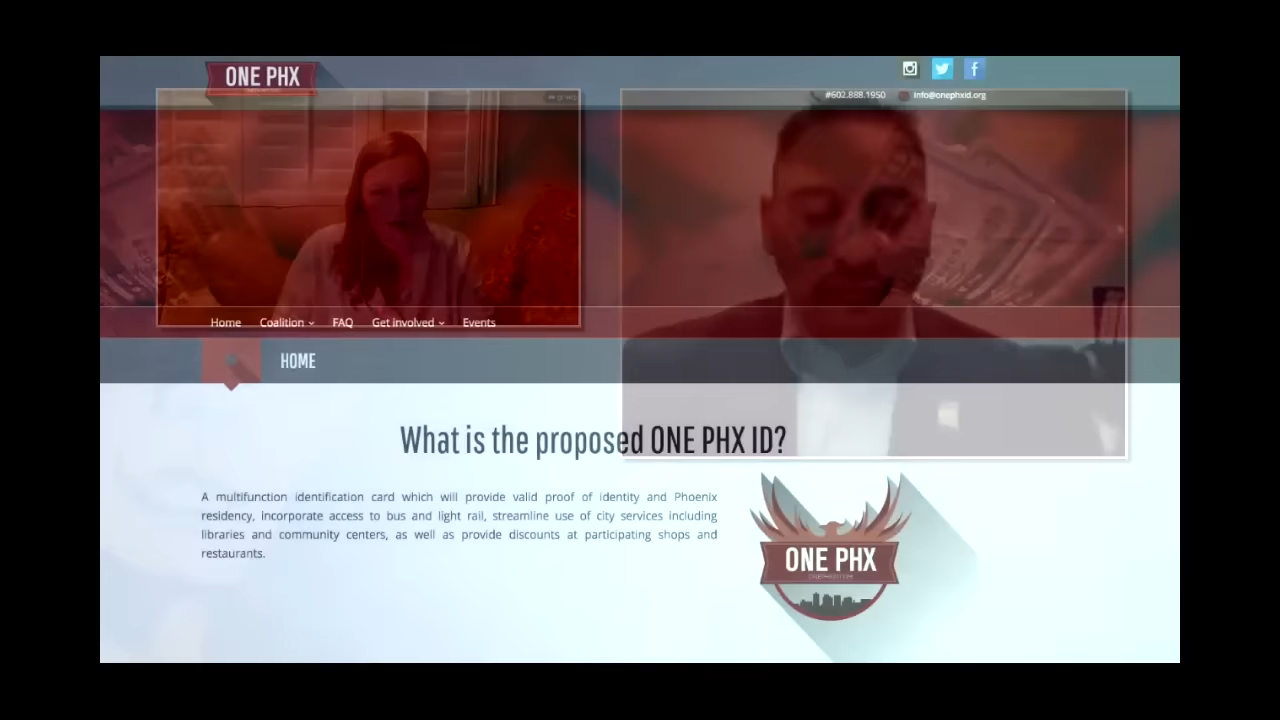 ONE PHX
#602.888.1950 info@onephxid.org
Home Coalition FAQ Get involved Events
HOME
What is the proposed ONE PHX ID?
A multifunction identification card which will provide valid proof of identity and Phoenix
residency, incorporate access to bus and light rail, streamline use of city services including
libraries and community centers, as well as provide discounts at participating shops and
restaurants.
ONE PHX